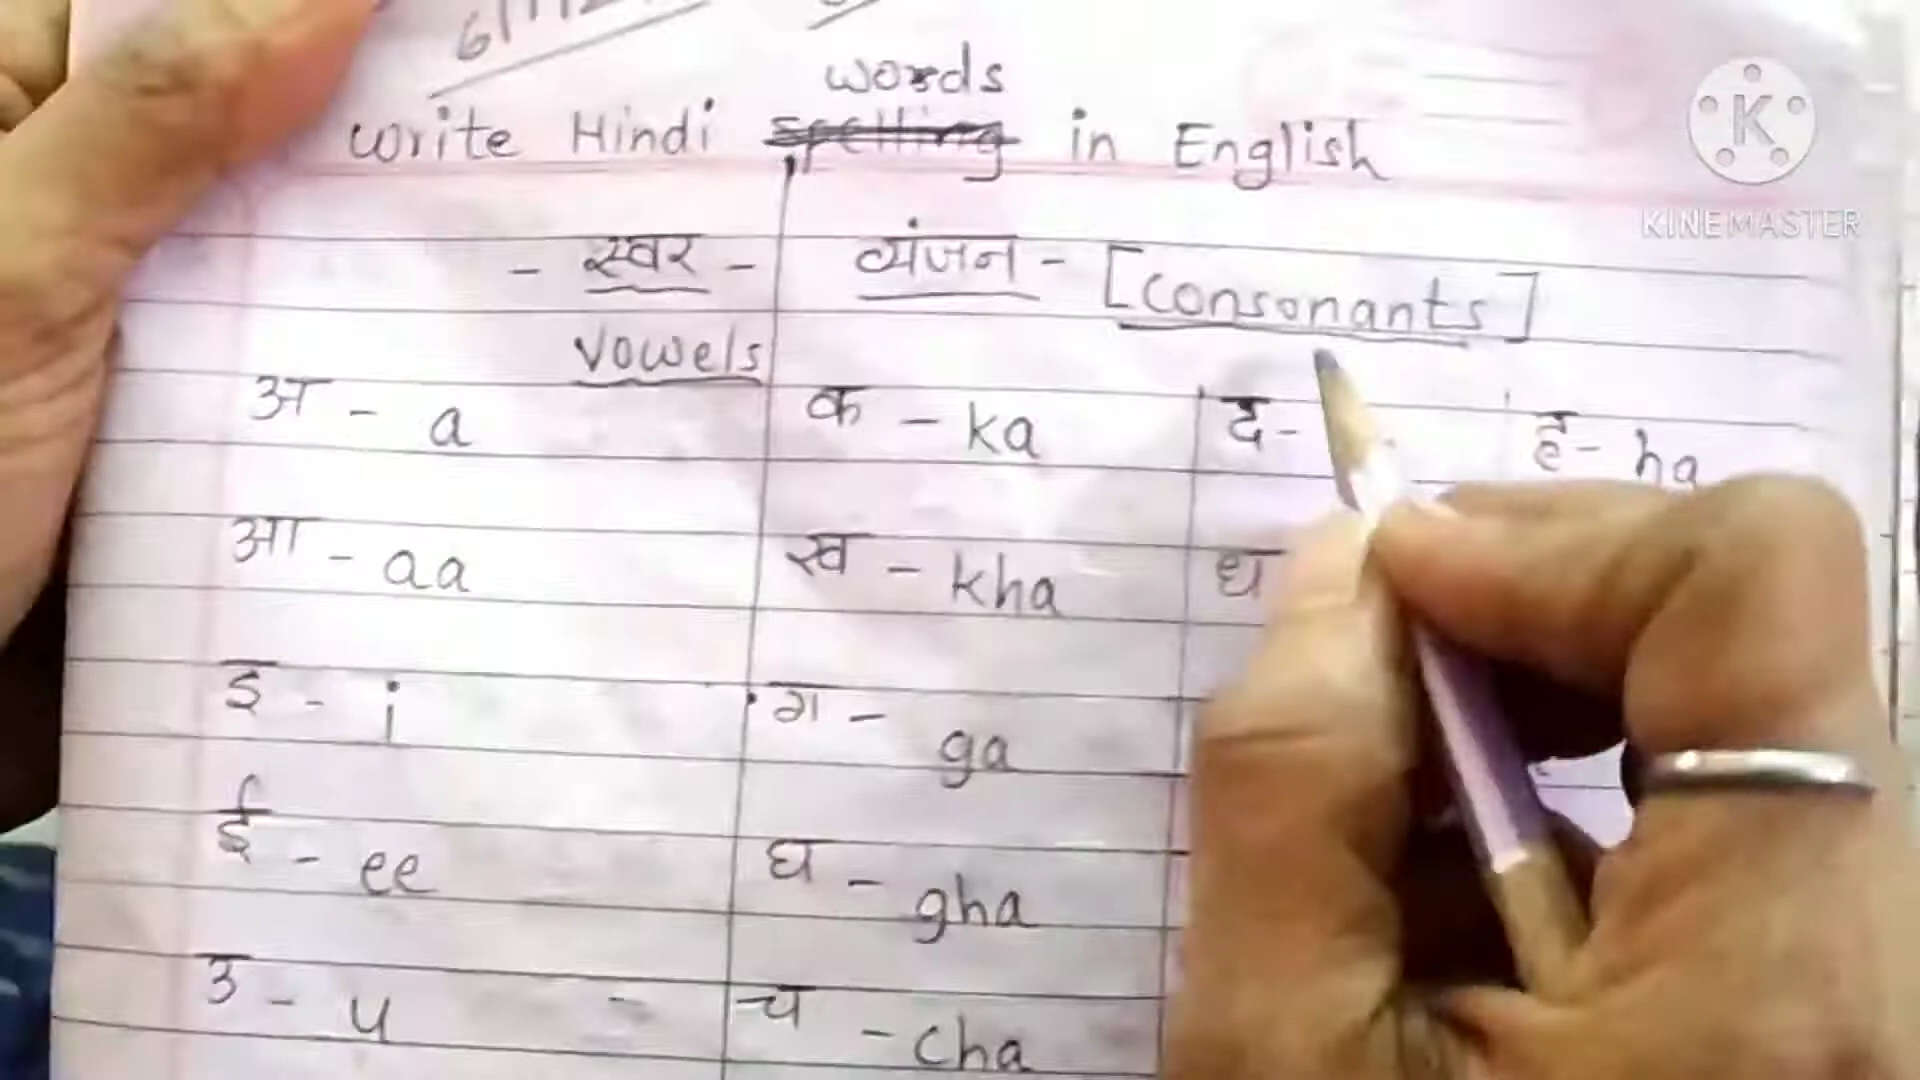 words
write Hindi spelling in English
- स्वर - व्यंजन - [consonants]
vowels
अ - a क - ka द - ह - ha
आ - aa ख - kha ध
इ - i ग - ga
ई - ee घ - gha
उ - u च - cha
KINEMASTER